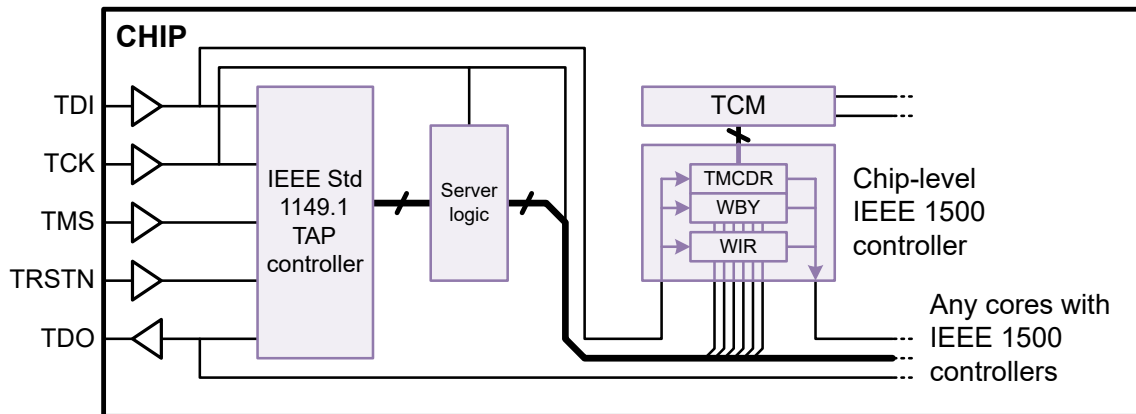 CHIP
TDI
TCK
TMS
TRSTN
TDO
IEEE Std
1149.1
TAP
controller
Server
logic
TCM
TMCDR
WBY
WIR
Chip-level
IEEE 1500
controller
Any cores with
IEEE 1500
controllers